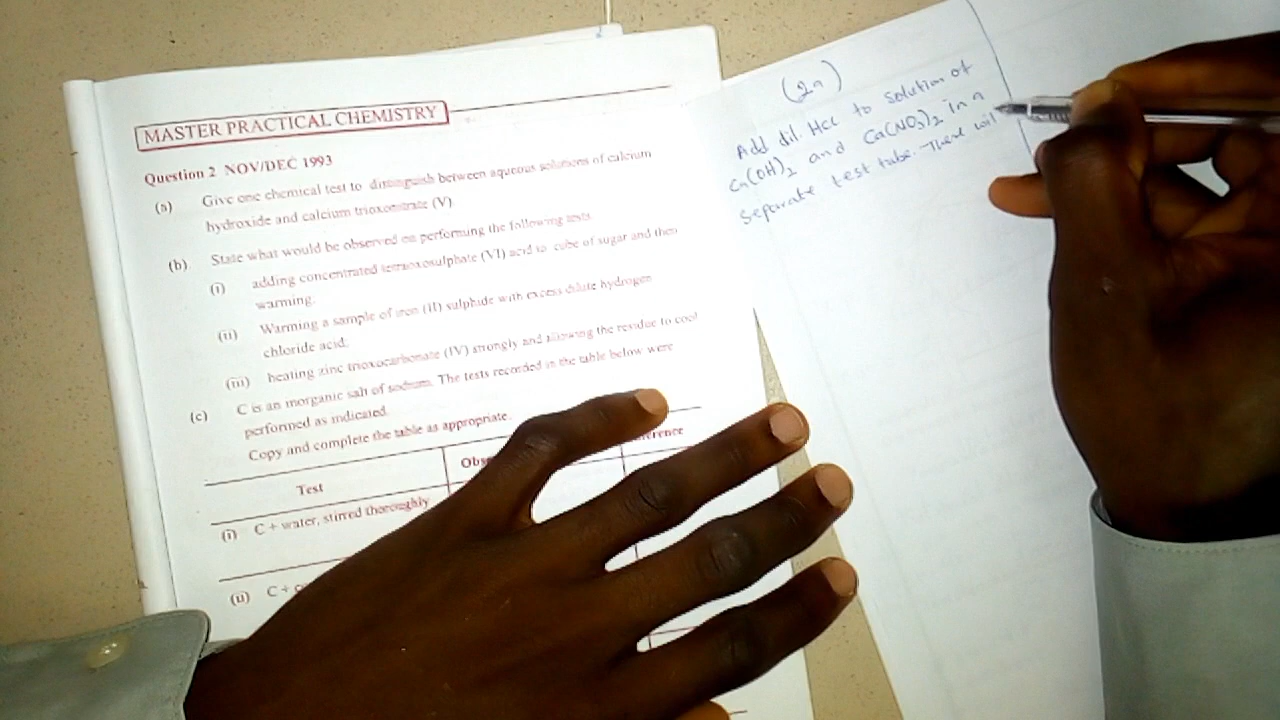 MASTER PRACTICAL CHEMISTRY
Question 2 NOV/DEC 1993
(a) Give one chemical test to distinguish between aqueous solutions of calcium
hydroxide and calcium trioxonitrate (V)
(b) State what would be observed on performing the following tests
(i) adding concentrated tetraoxosulphate (VI) acid to cube of sugar and then
warming.
(ii) Warming a sample of iron (II) sulphide with excess dilute hydrogen
chloride acid:
(iii) heating zinc trioxocarbonate (IV) strongly and allowing the residue to cool
(c) C is an inorganic salt of sodium. The tests recorded in the table below were
performed as indicated.
Copy and complete the table as appropriate.
Test
(i) C + water, stirred thoroughly
(ii) C +
(2a)
Add dil. HCl to solution of
Ca(OH)2 and Ca(NO3)2 in a
separate test tube. There will